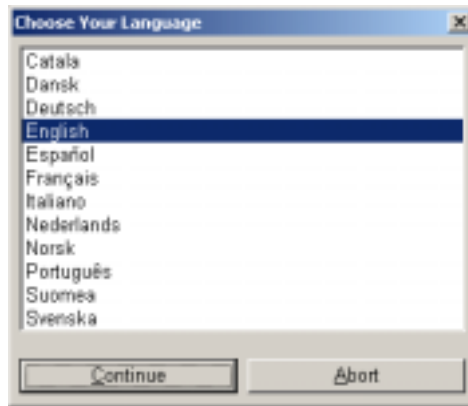 Choose Your Language
Catala
Dansk
Deutsch
English
Español
Français
Italiano
Nederlands
Norsk
Português
Suomea
Svenska
Continue
Abort